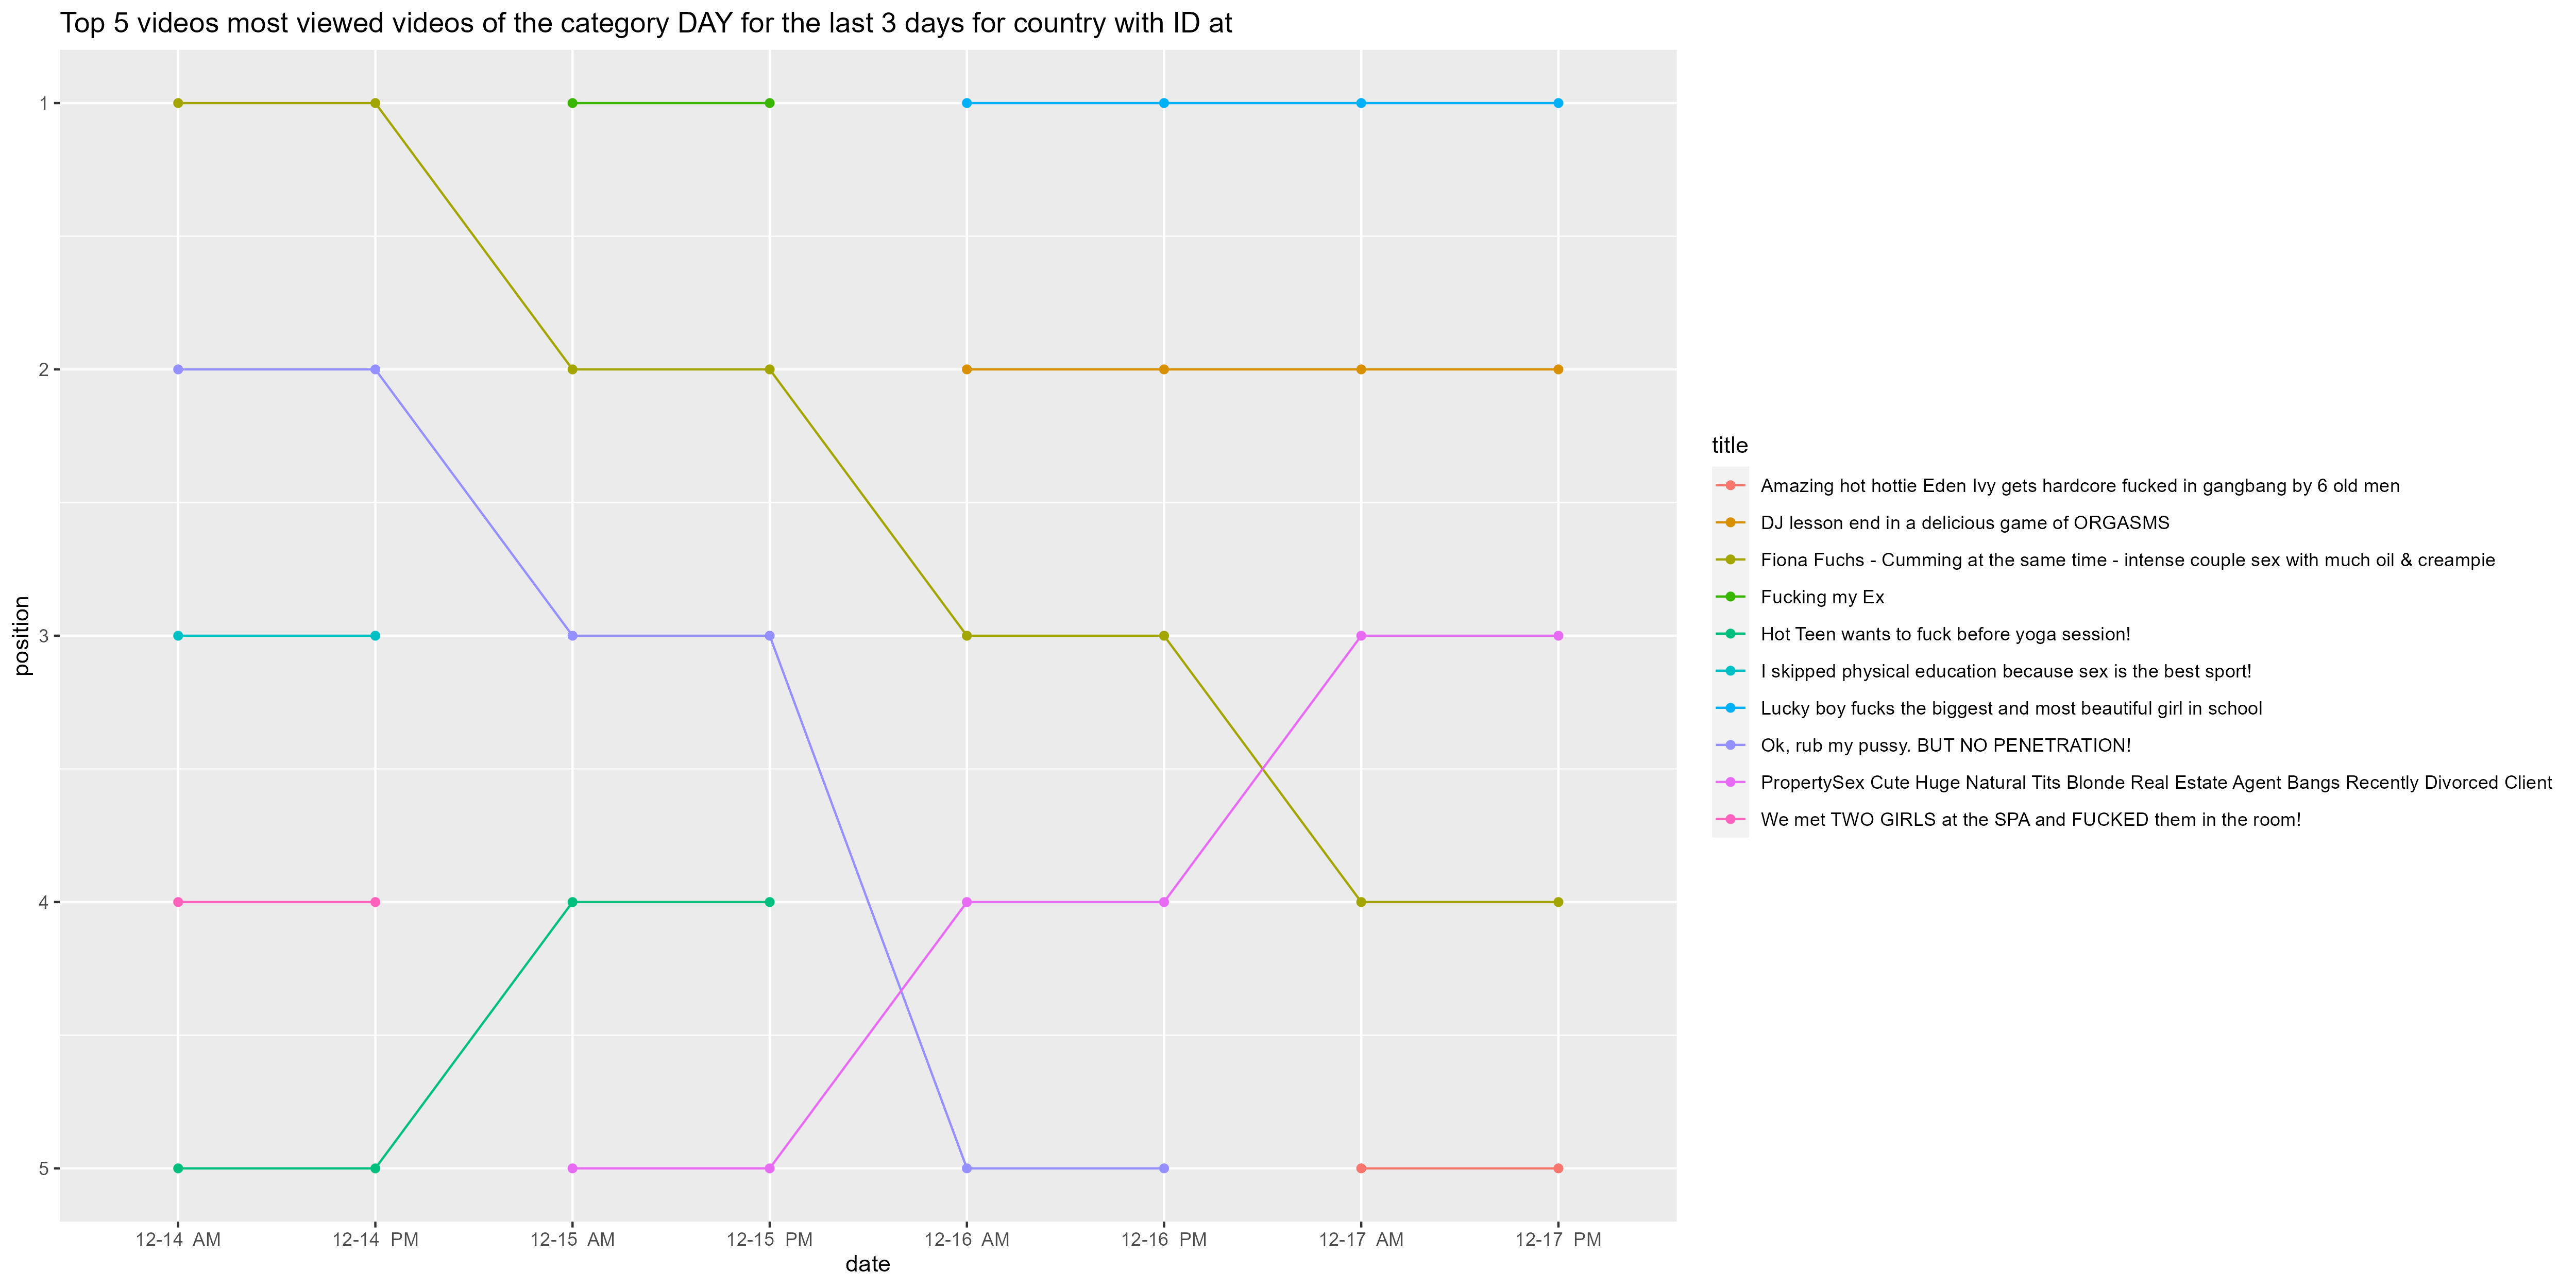 Top 5 videos most viewed videos of the category DAY for the last 3 days for country with ID at
1
2
3
4
5
position
12-14 AM
12-14 PM
12-15 AM
12-15 PM
12-16 AM
12-16 PM
12-17 AM
12-17 PM
date
title
Amazing hot hottie Eden Ivy gets hardcore fucked in gangbang by 6 old men
DJ lesson end in a delicious game of ORGASMS
Fiona Fuchs - Cumming at the same time - intense couple sex with much oil & creampie
Fucking my Ex
Hot Teen wants to fuck before yoga session!
I skipped physical education because sex is the best sport!
Lucky boy fucks the biggest and most beautiful girl in school
Ok, rub my pussy. BUT NO PENETRATION!
PropertySex Cute Huge Natural Tits Blonde Real Estate Agent Bangs Recently Divorced Client
We met TWO GIRLS at the SPA and FUCKED them in the room!